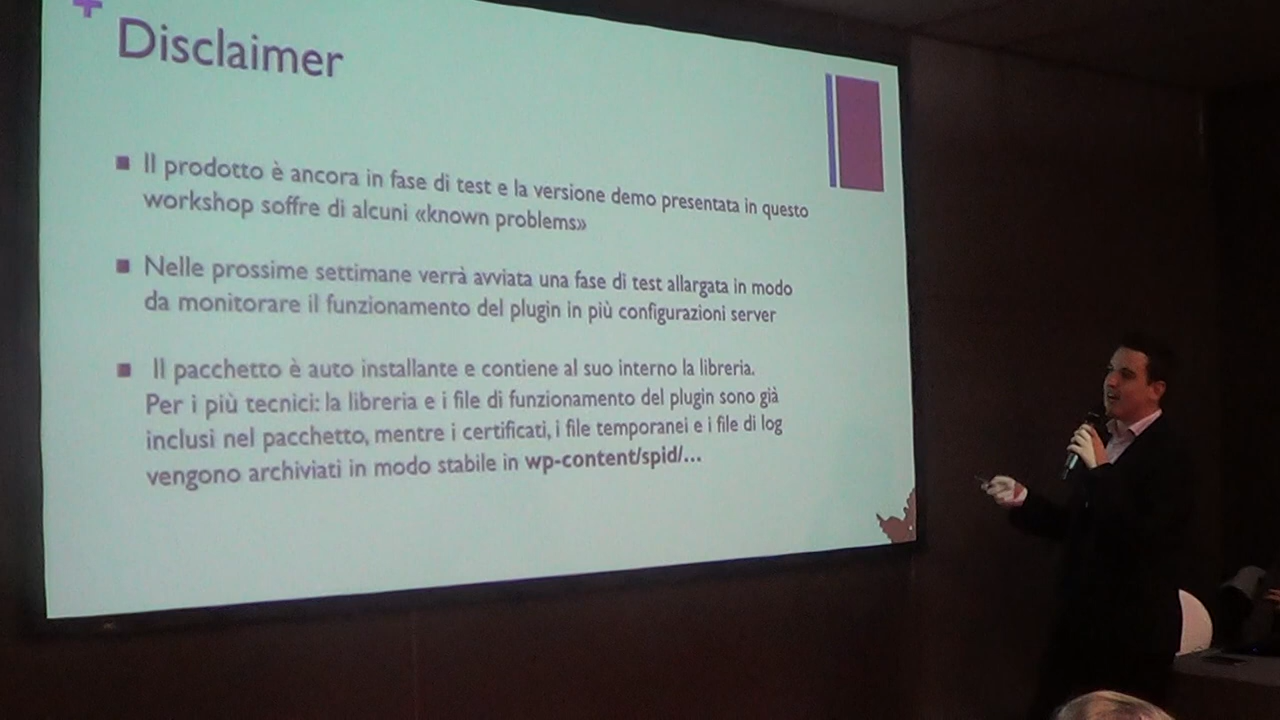 Disclaimer
Il prodotto è ancora in fase di test e la versione demo presentata in questo
workshop soffre di alcuni «known problems»
Nelle prossime settimane verrà avviata una fase di test allargata in modo
da monitorare il funzionamento del plugin in più configurazioni server
Il pacchetto è auto installante e contiene al suo interno la libreria.
Per i più tecnici: la libreria e i file di funzionamento del plugin sono già
inclusi nel pacchetto, mentre i certificati, i file temporanei e i file di log
vengono archiviati in modo stabile in wp-content/spid/...